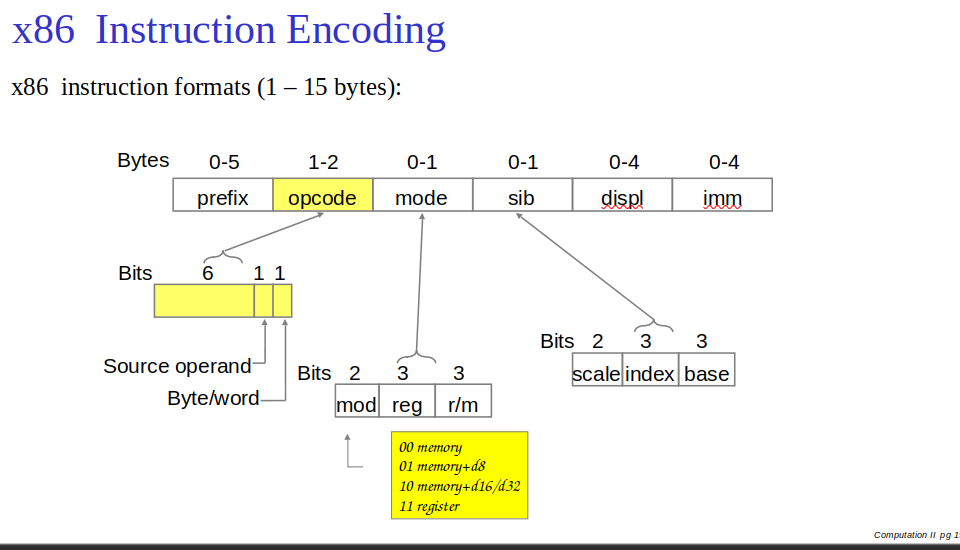 x86 Instruction Encoding
x86 instruction formats (1 – 15 bytes):
Bytes 0-5 1-2 0-1 0-1 0-4 0-4
prefix opcode mode sib displ imm
Bits 6 1 1
Source operand
Byte/word
Bits 2 3 3
mod reg r/m
Bits 2 3 3
scale index base
00 memory
01 memory+d8
10 memory+d16/d32
11 register
Computation II pg